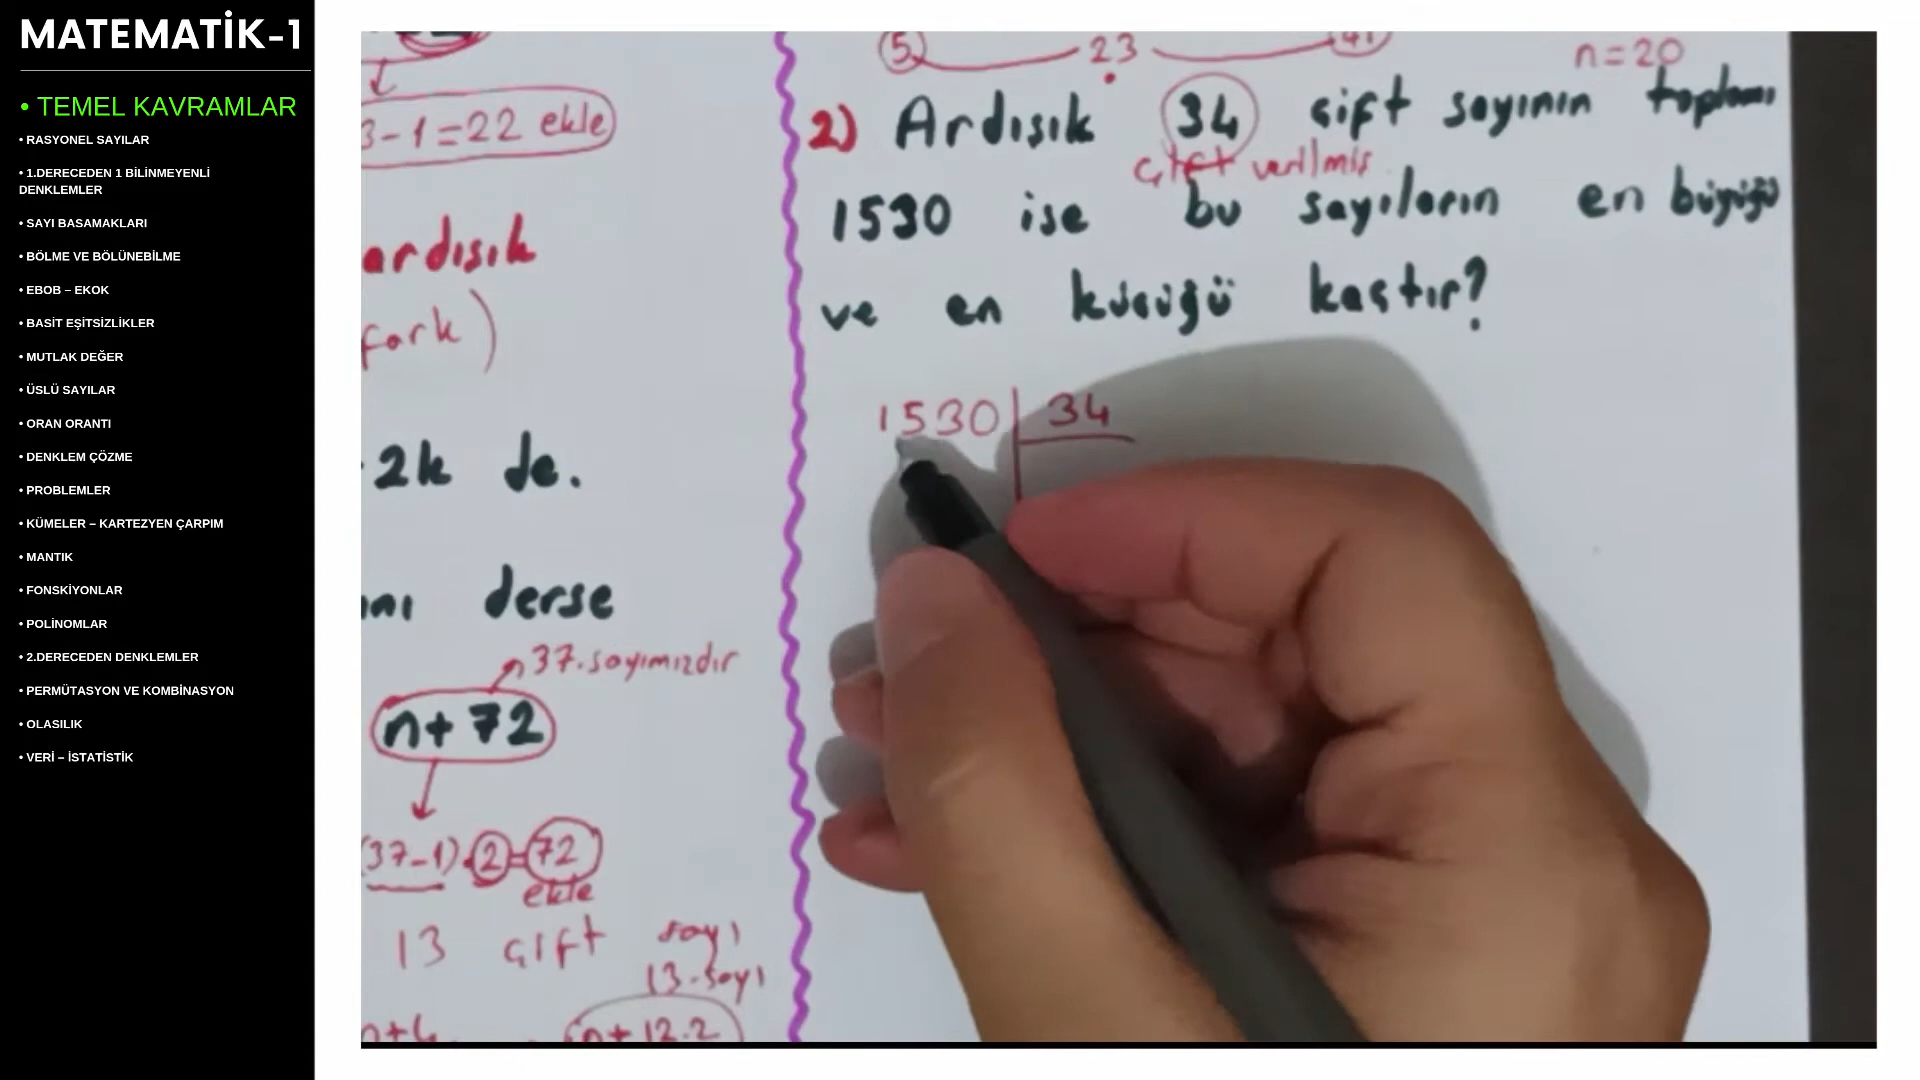 MATEMATİK-1
• TEMEL KAVRAMLAR
• RASYONEL SAYILAR
• 1.DERECEDEN 1 BİLİNMEYENLİ
DENKLEMLER
• SAYI BASAMAKLARI
• BÖLME VE BÖLÜNEBİLME
• EBOB – EKOK
• BASİT EŞİTSİZLİKLER
• MUTLAK DEĞER
• ÜSLÜ SAYILAR
• ORAN ORANTI
• DENKLEM ÇÖZME
• PROBLEMLER
• KÜMELER – KARTEZYEN ÇARPIM
• MANTIK
• FONSKİYONLAR
• POLİNOMLAR
• 2.DERECEDEN DENKLEMLER
• PERMÜTASYON VE KOMBİNASYON
• OLASILIK
• VERİ – İSTATİSTİK
3-1=22 ekle
ardışık
fark)
2k de.
derse
37.sayımızdır
n+72
(37-1).2=72
ekle
13 çift sayı
13.sayı
n+4
n+12.2
5 23 41
n=20
2) Ardışık 34 çift sayının toplamı
çift verilmiş
1530 ise bu sayıların en büyüğü
ve en küçüğü kaçtır?
1530 34